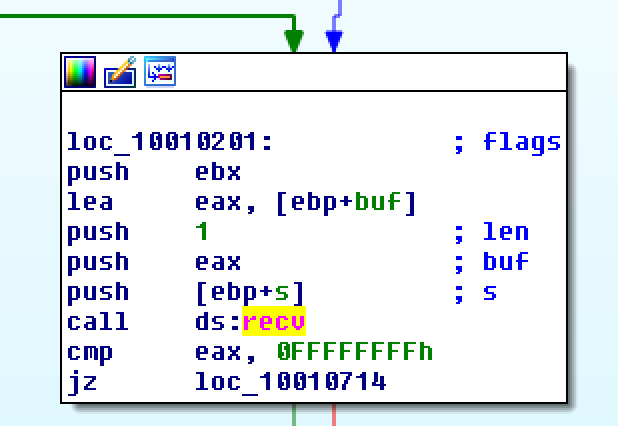 loc_10010201: ; flags
push ebx
lea eax, [ebp+buf]
push 1 ; len
push eax ; buf
push [ebp+s] ; s
call ds:recv
cmp eax, 0FFFFFFFFh
jz loc_10010714